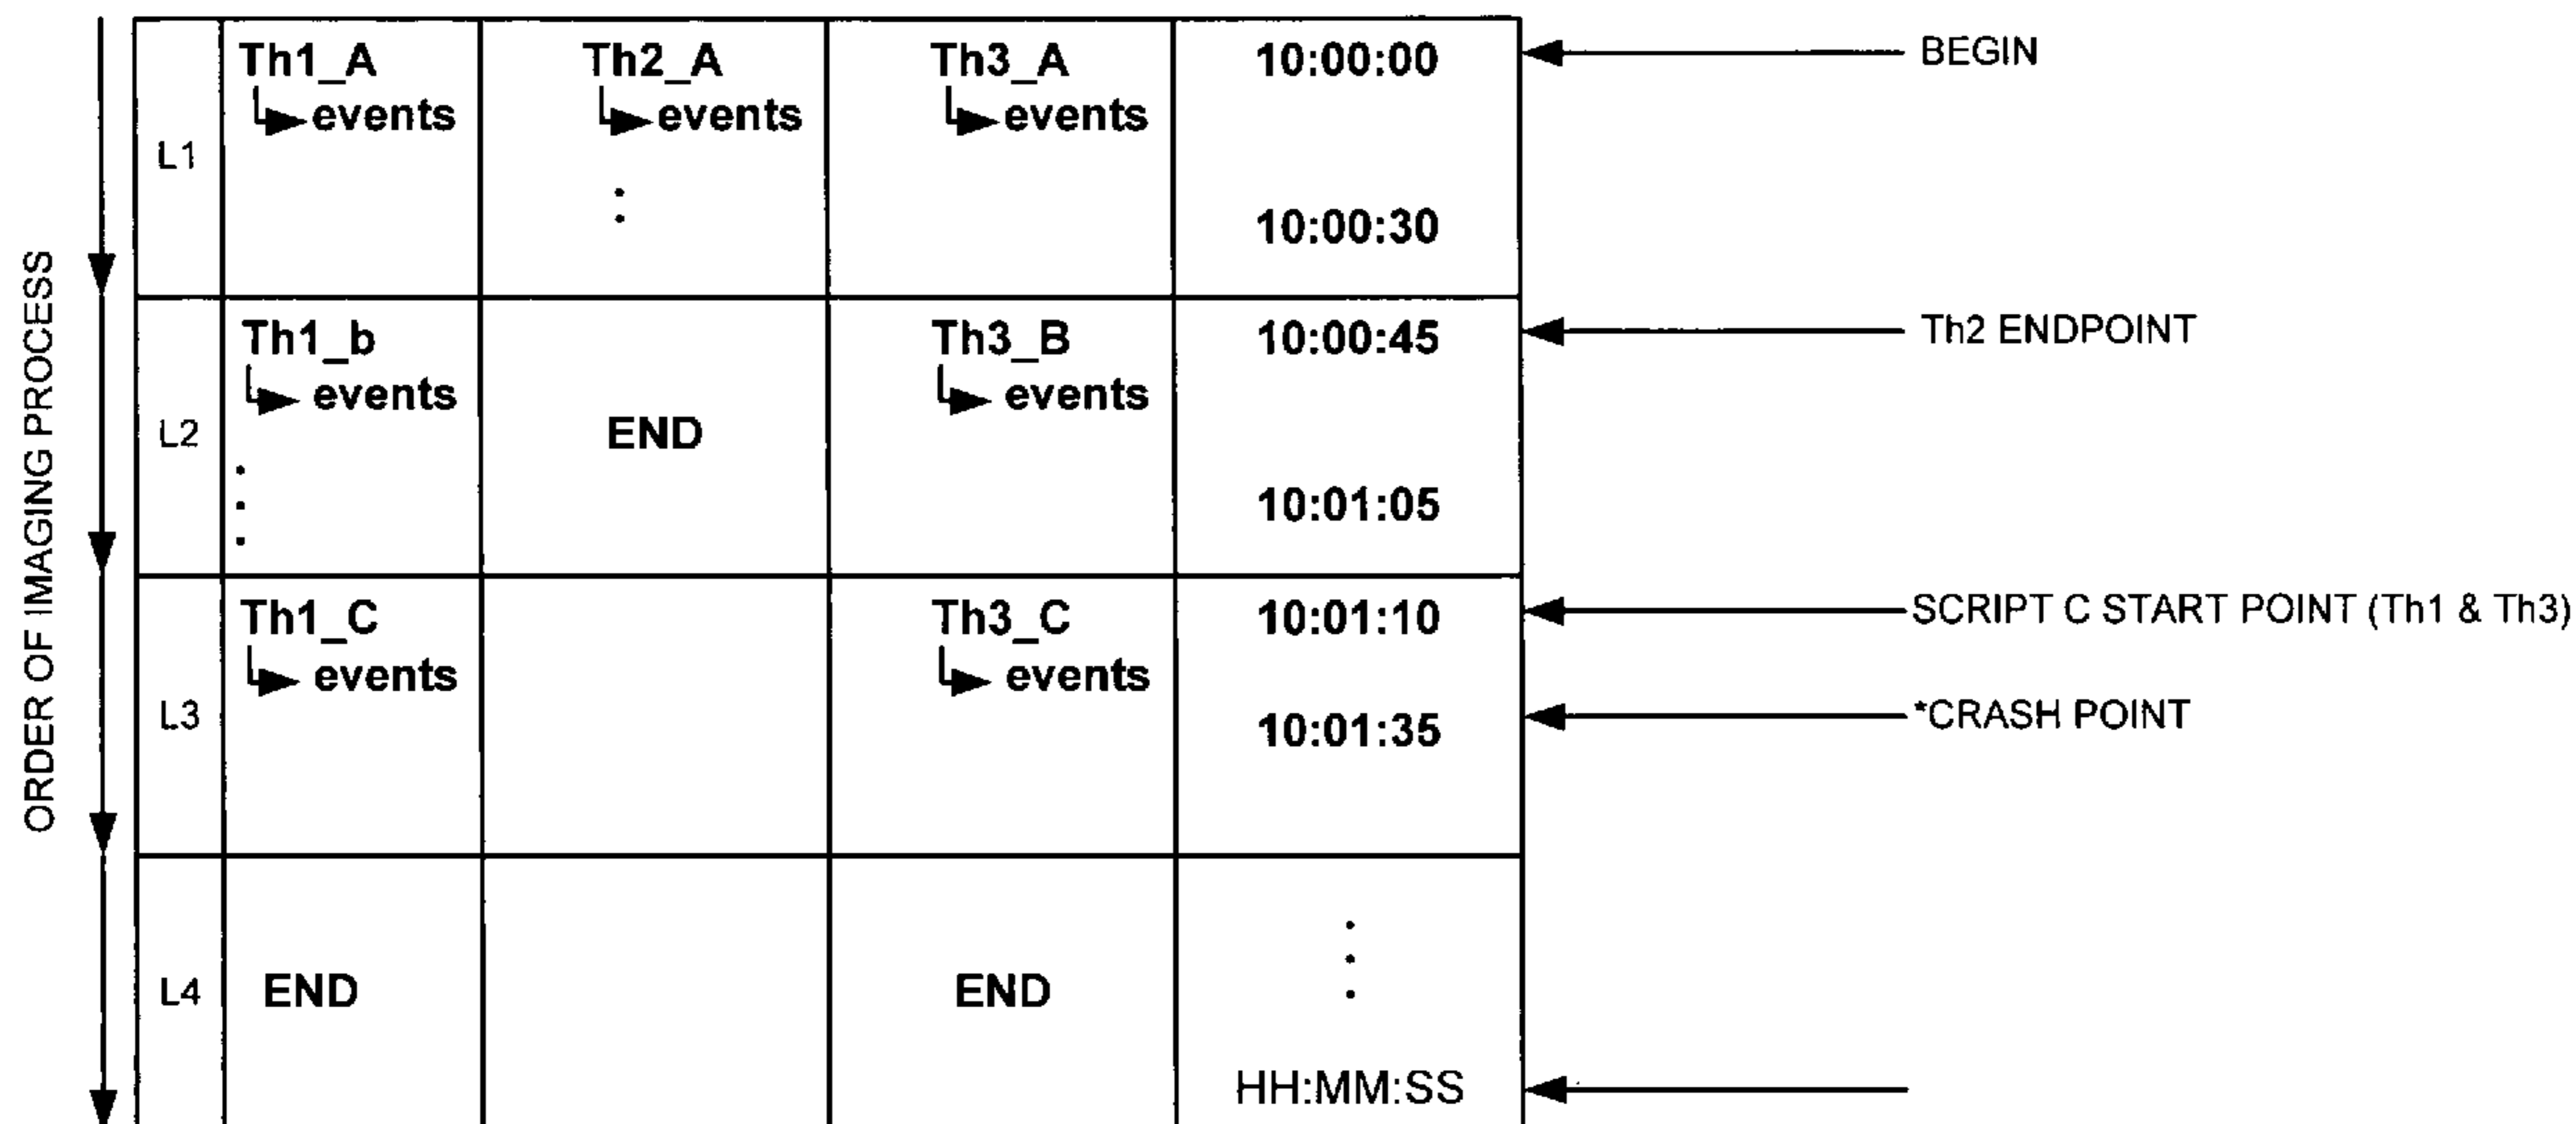 ORDER OF IMAGING PROCESS
L1
Th1_A
events
Th2_A
events
:
Th3_A
events
10:00:00
10:00:30
BEGIN
L2
Th1_b
events
END
Th3_B
events
10:00:45
10:01:05
Th2 ENDPOINT
L3
Th1_C
events
Th3_C
events
10:01:10
10:01:35
SCRIPT C START POINT (Th1 & Th3)
*CRASH POINT
L4
END
END
HH:MM:SS